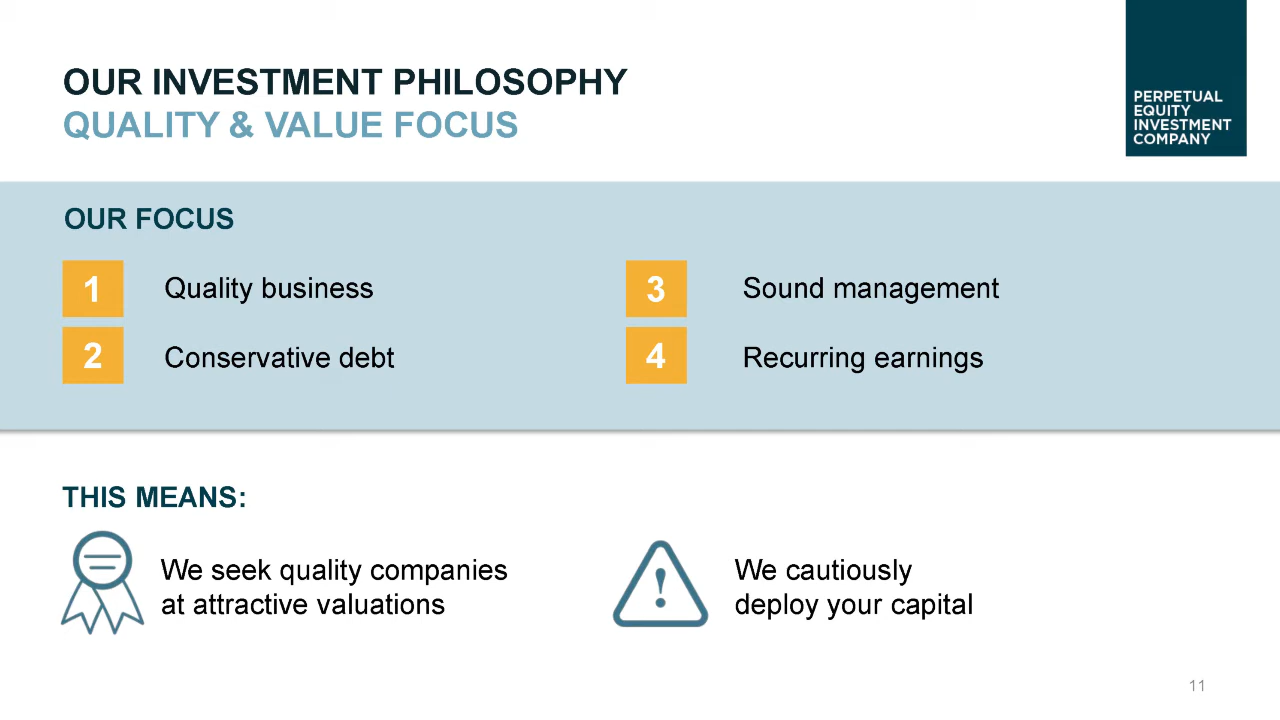 OUR INVESTMENT PHILOSOPHY
QUALITY & VALUE FOCUS
PERPETUAL
EQUITY
INVESTMENT
COMPANY
OUR FOCUS
1 Quality business
2 Conservative debt
3 Sound management
4 Recurring earnings
THIS MEANS:
We seek quality companies
at attractive valuations
We cautiously
deploy your capital
11